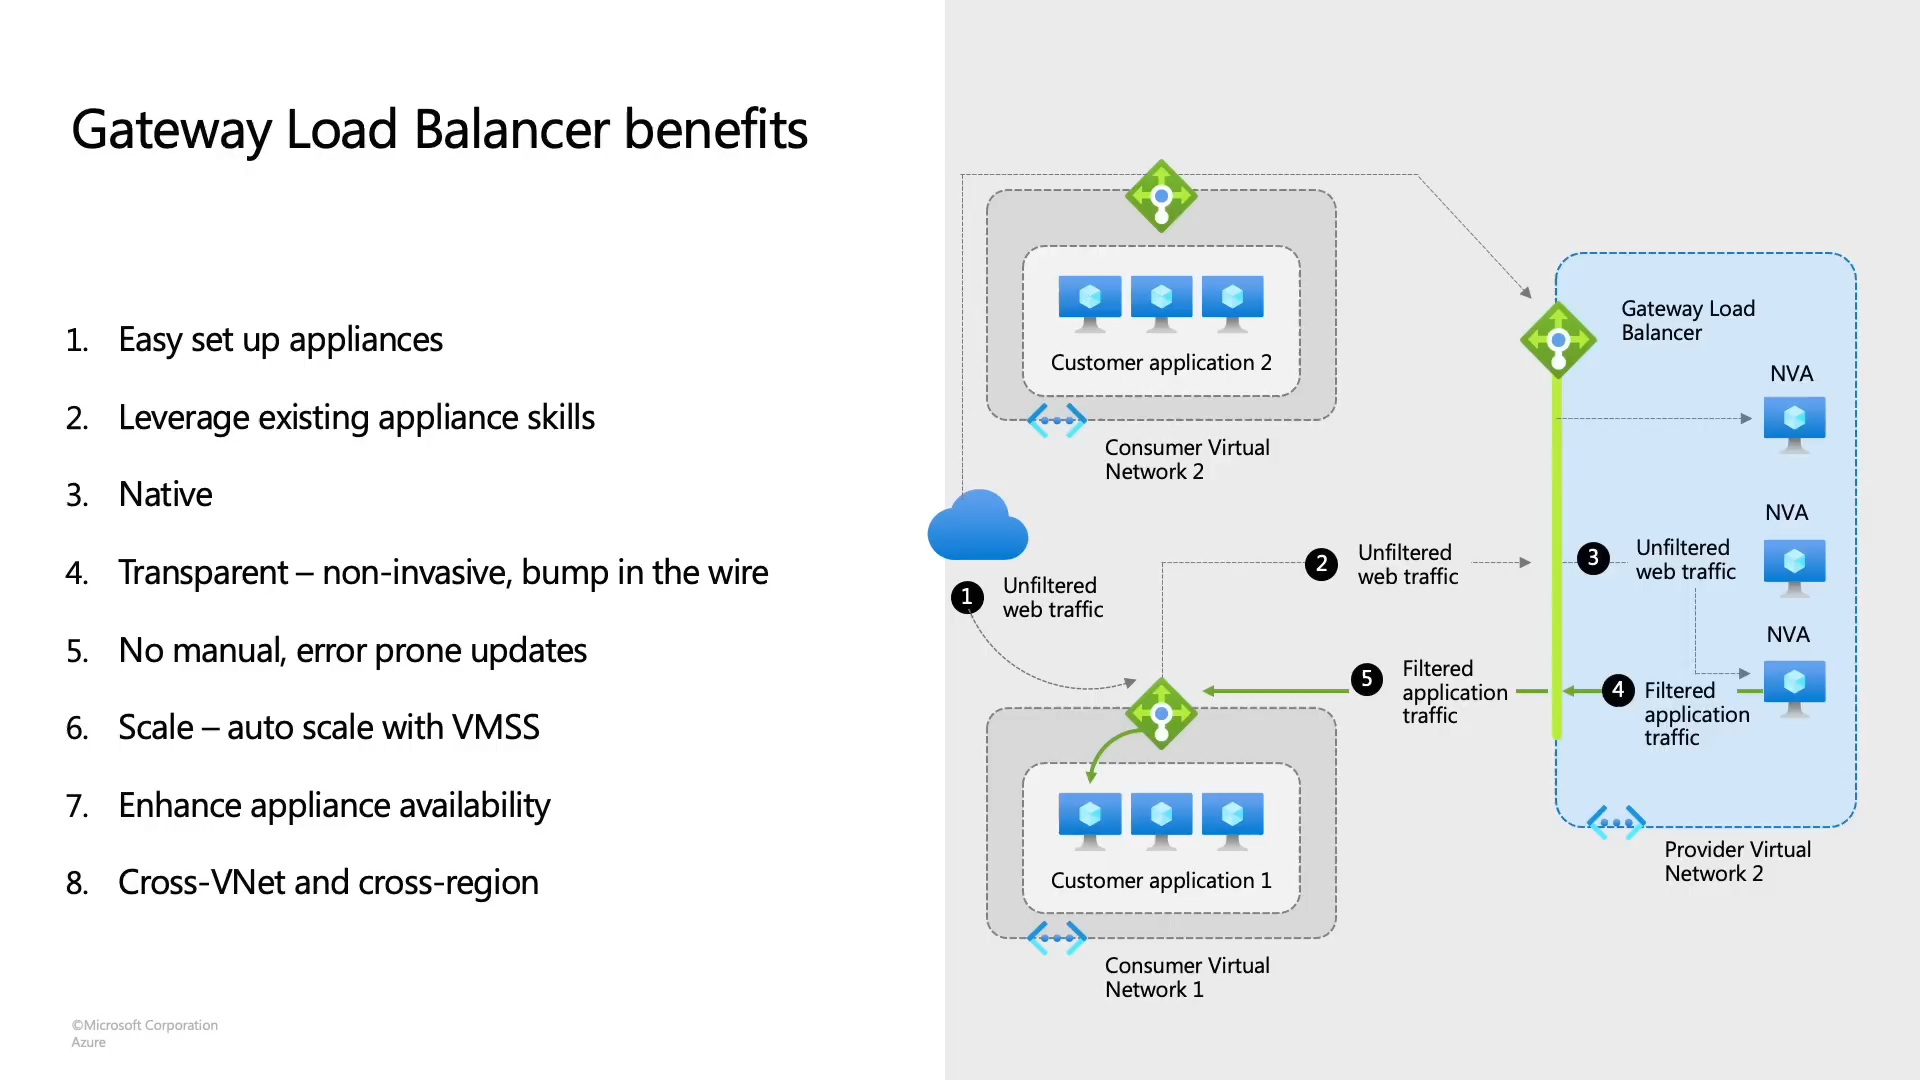 Gateway Load Balancer benefits
1. Easy set up appliances
2. Leverage existing appliance skills
3. Native
4. Transparent – non-invasive, bump in the wire
5. No manual, error prone updates
6. Scale – auto scale with VMSS
7. Enhance appliance availability
8. Cross-VNet and cross-region
©Microsoft Corporation
Azure
Customer application 2
Consumer Virtual
Network 2
1
Unfiltered
web traffic
2
Unfiltered
web traffic
5
Filtered
application
traffic
Customer application 1
Consumer Virtual
Network 1
Gateway Load
Balancer
NVA
NVA
3
Unfiltered
web traffic
NVA
4
Filtered
application
traffic
Provider Virtual
Network 2